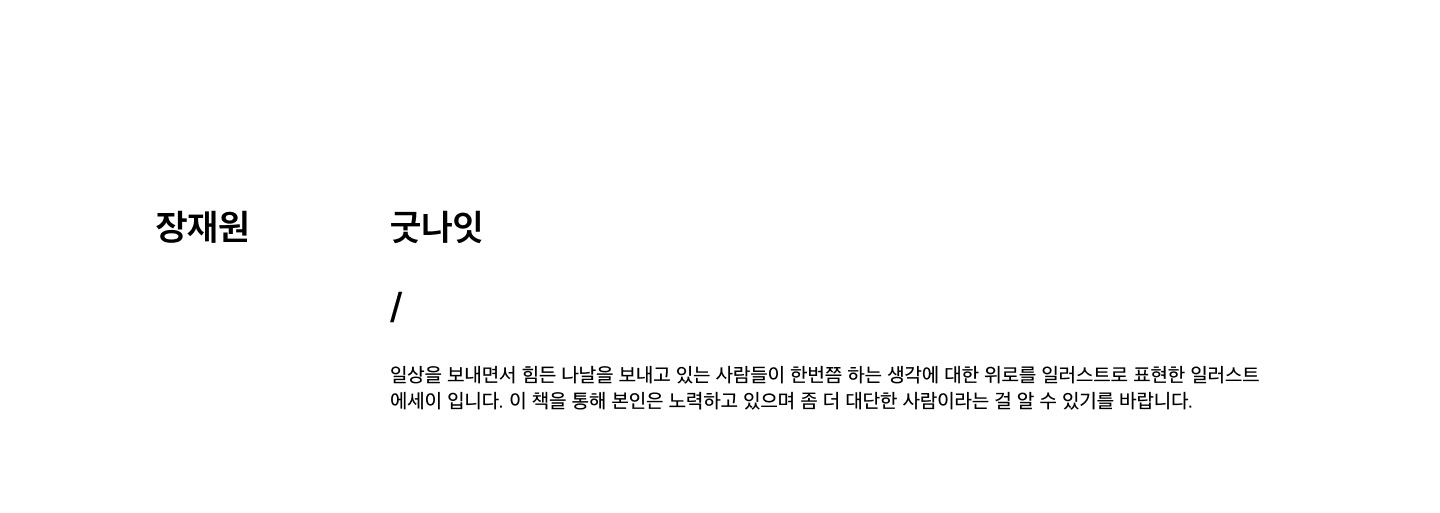 장재원
굿나잇
/
일상을 보내면서 힘든 나날을 보내고 있는 사람들이 한번쯤 하는 생각에 대한 위로를 일러스트로 표현한 일러스트
에세이 입니다. 이 책을 통해 본인은 노력하고 있으며 좀 더 대단한 사람이라는 걸 알 수 있기를 바랍니다.